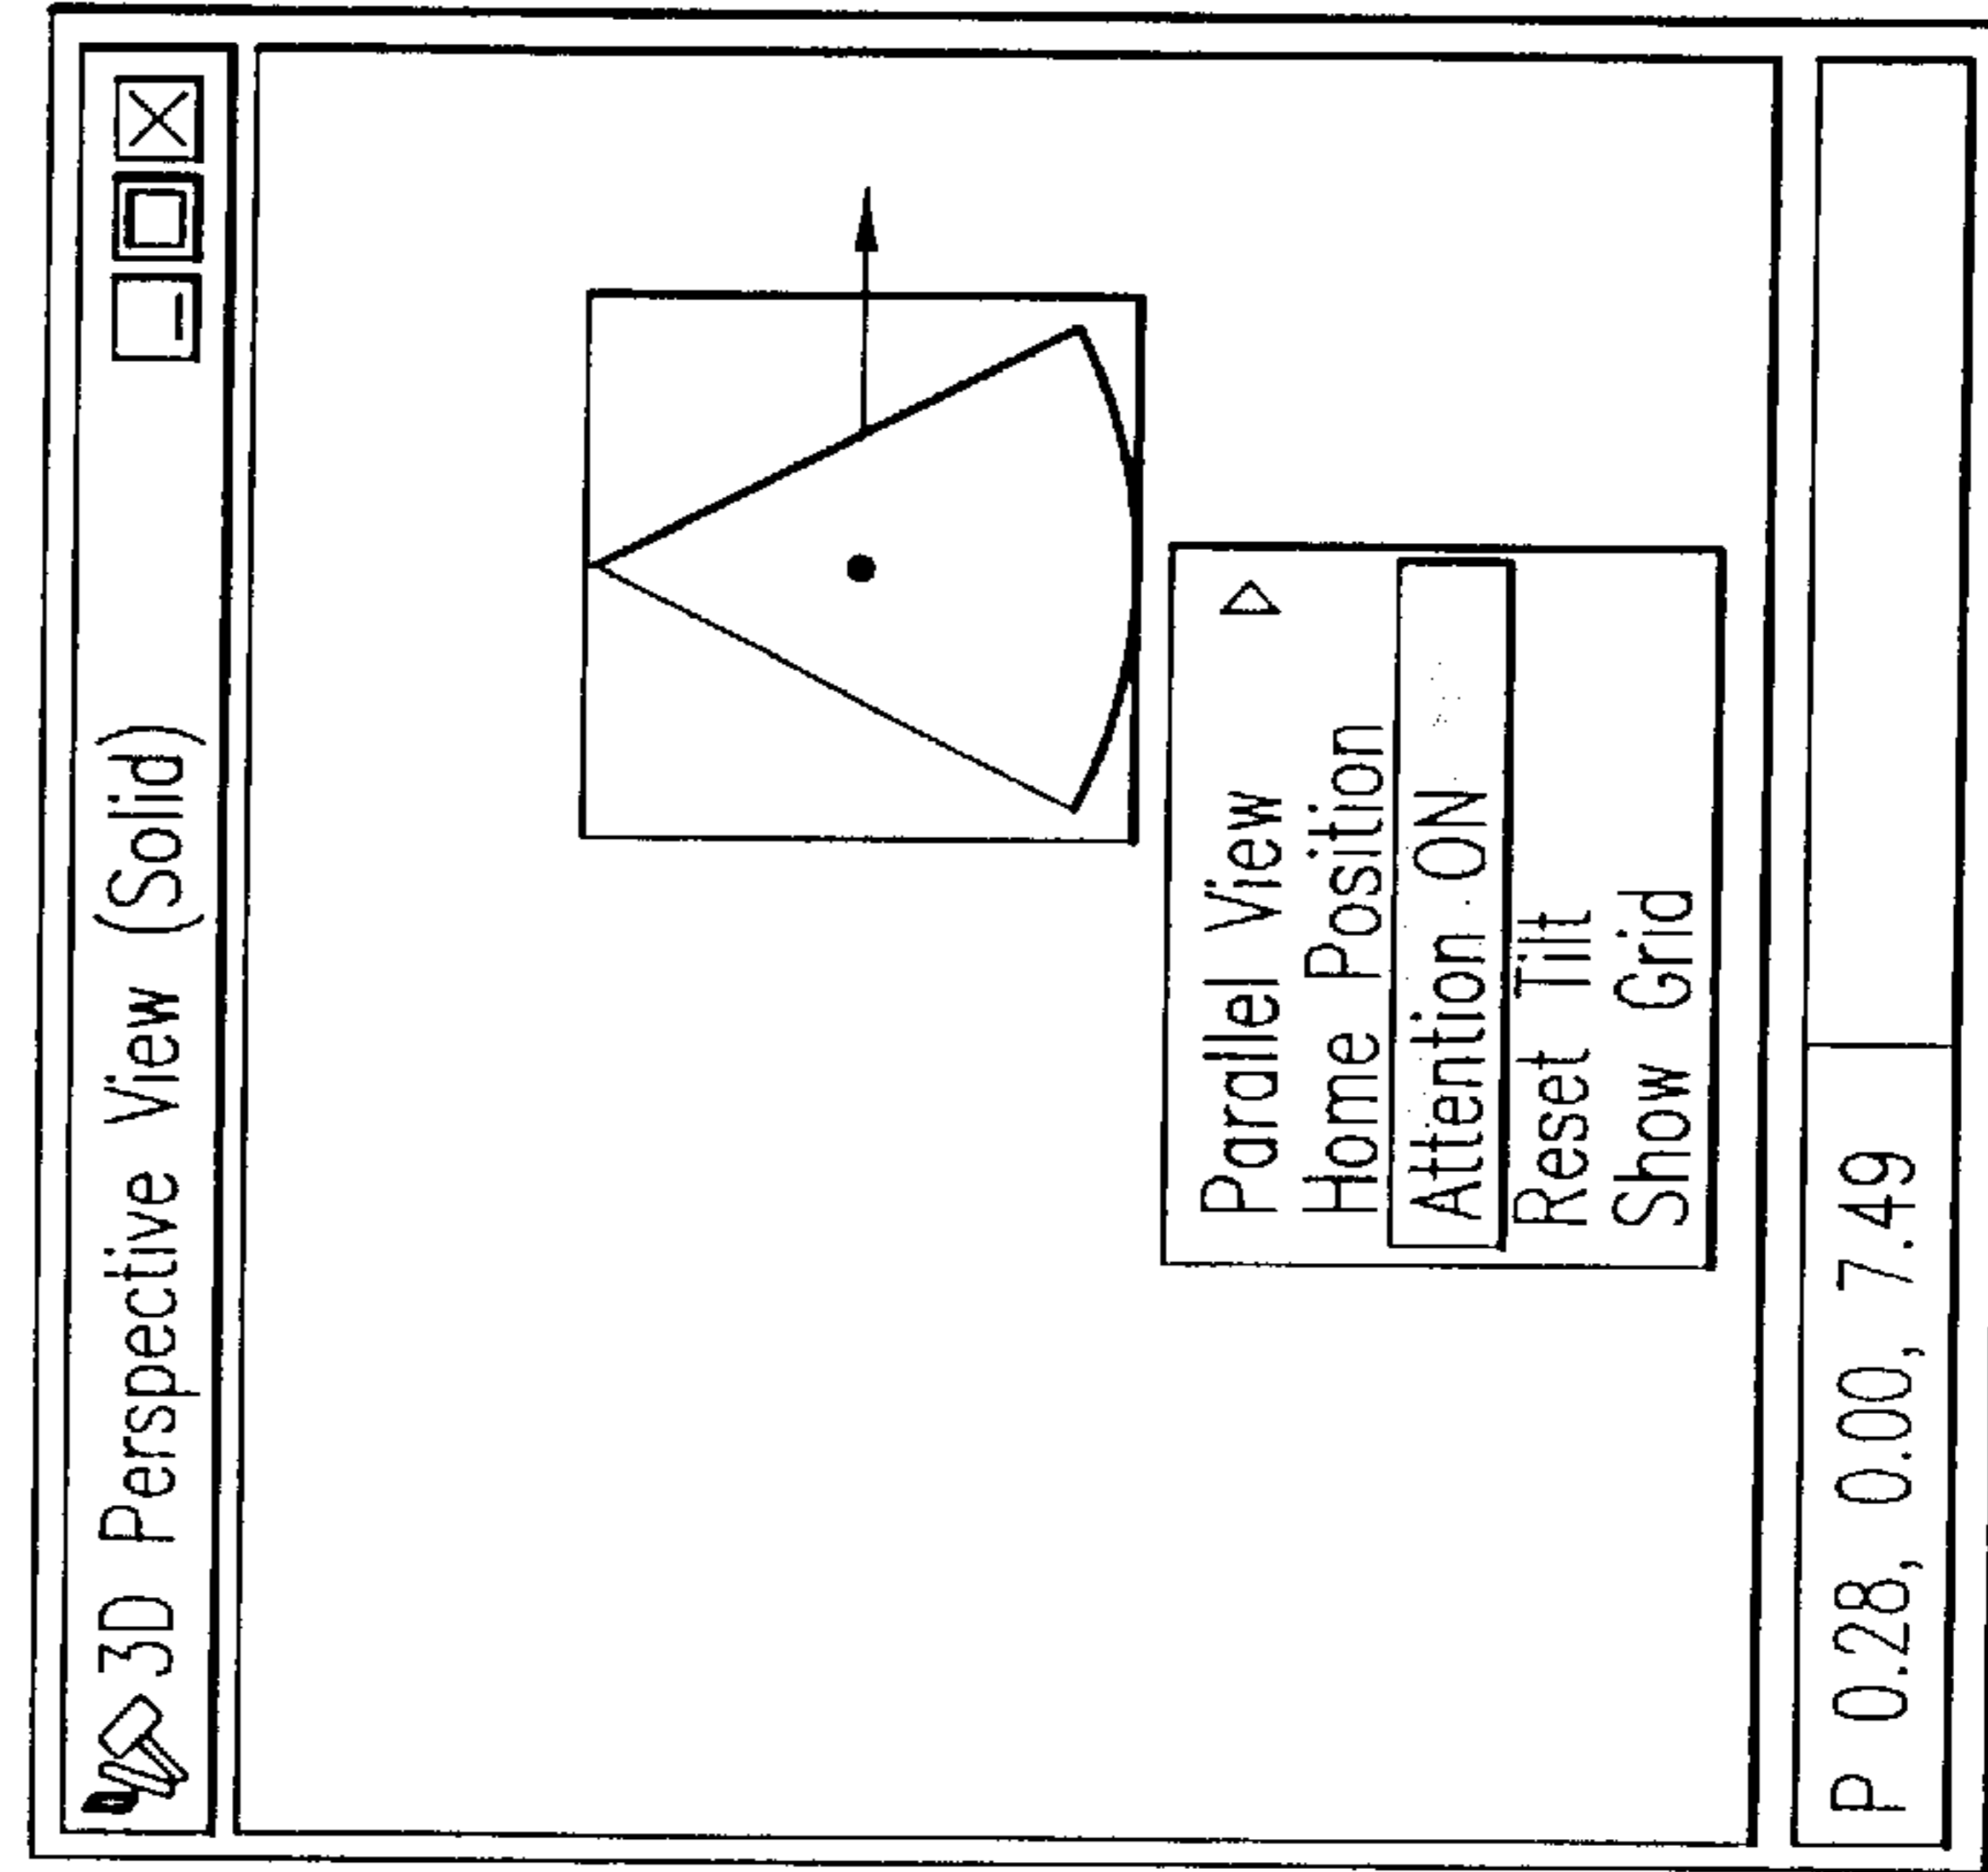 3D Perspective View (Solid)
Parallel View
Home Position
Attention ON
Reset Tilt
Show Grid
P 0.28, 0.00, 7.49